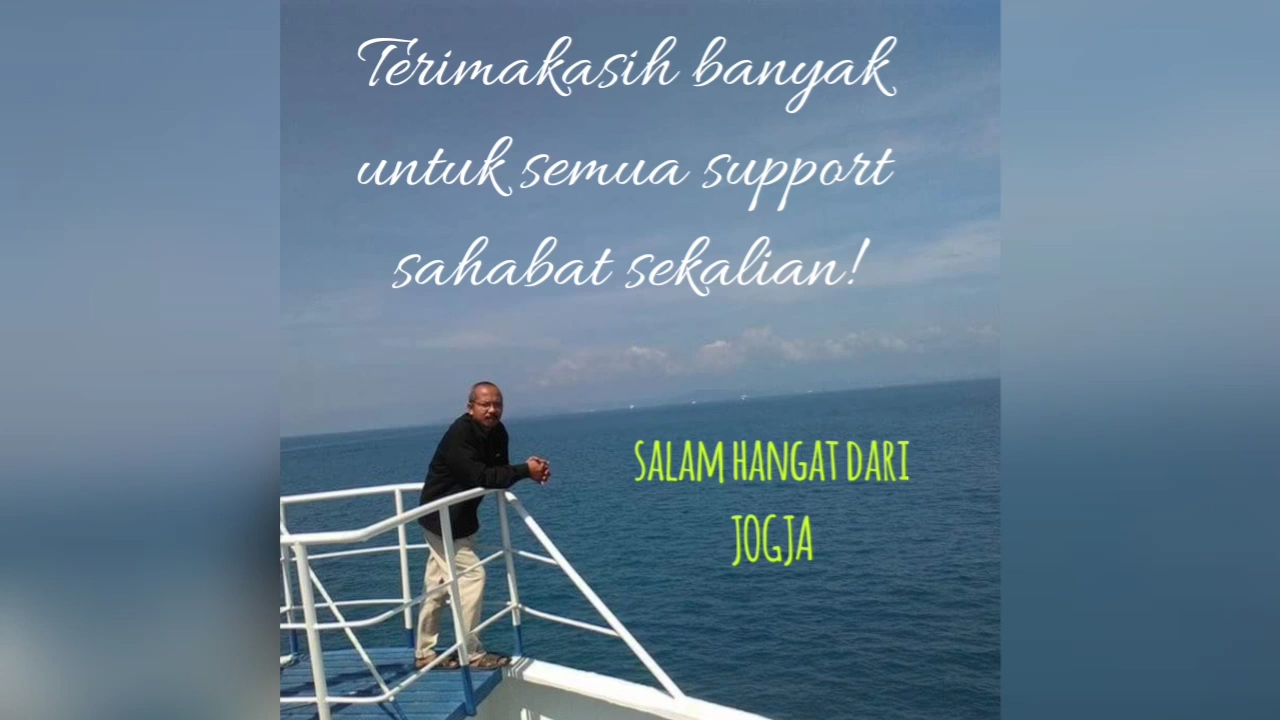 Terimakasih banyak
untuk semua support
sahabat sekalian!
SALAM HANGAT DARI
JOGJA